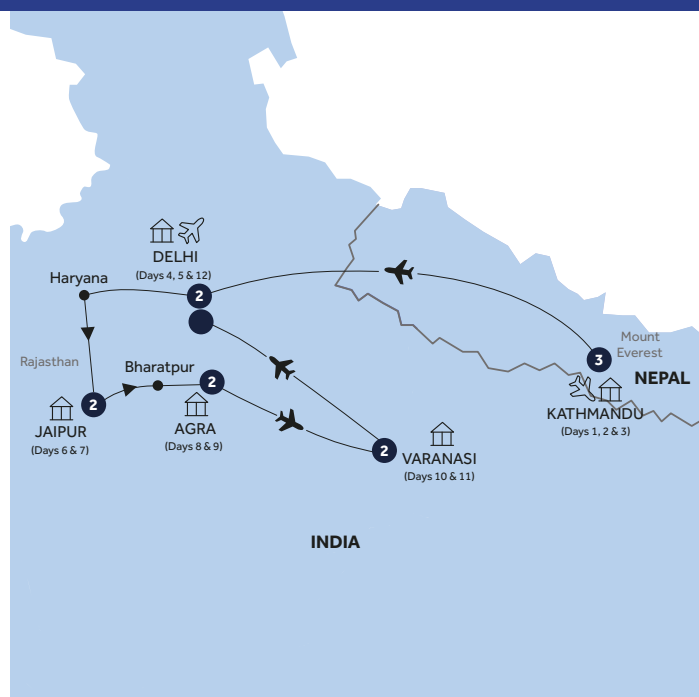 DELHI
(Days 4, 5 & 12)
Haryana
2
Mount
Everest
3
Rajasthan
Bharatpur
NEPAL
2
2
KATHMANDU
JAIPUR
(Days 6 & 7)
AGRA
(Days 8 & 9)
(Days 1, 2 & 3)
2
VARANASI
(Days 10 & 11)
INDIA